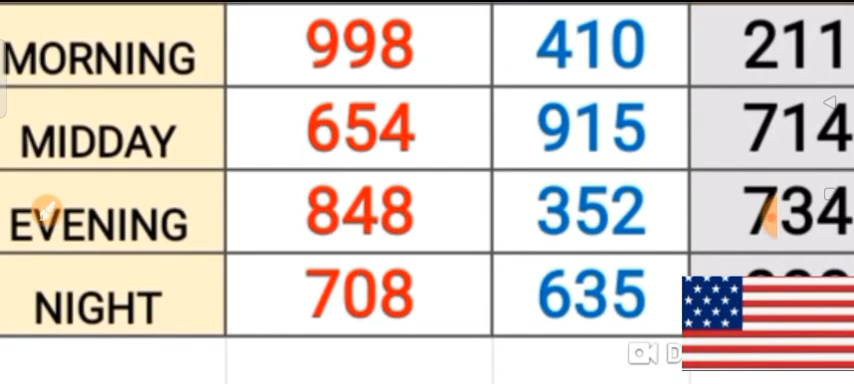 MORNING 998 410 211
MIDDAY 654 915 714
EVENING 848 352 734
NIGHT 708 635
D